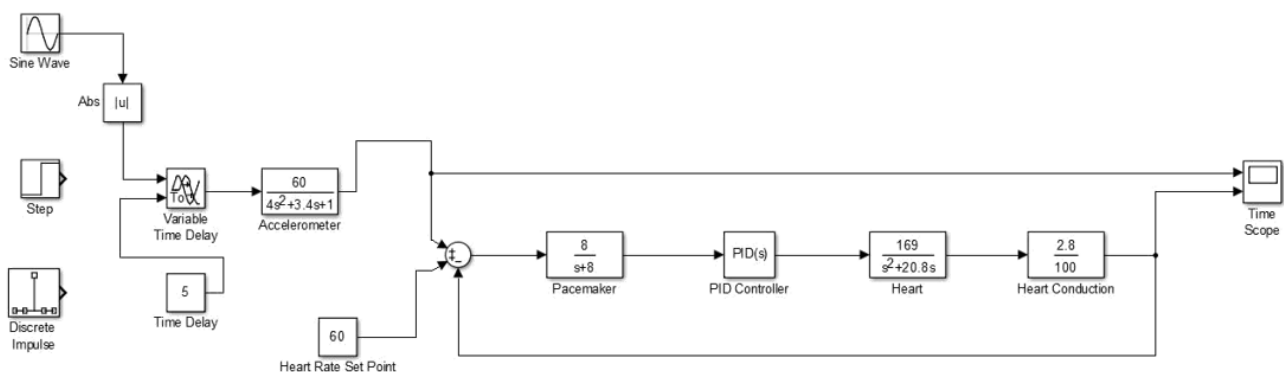 Sine Wave
Abs
|u|
Step
To
Variable
Time Delay
60
4s²+3.4s+1
Accelerometer
5
Time Delay
Discrete
Impulse
60
Heart Rate Set Point
+
+
−
8
s+8
Pacemaker
PID(s)
PID Controller
169
s²+20.8s
Heart
2.8
100
Heart Conduction
Time
Scope